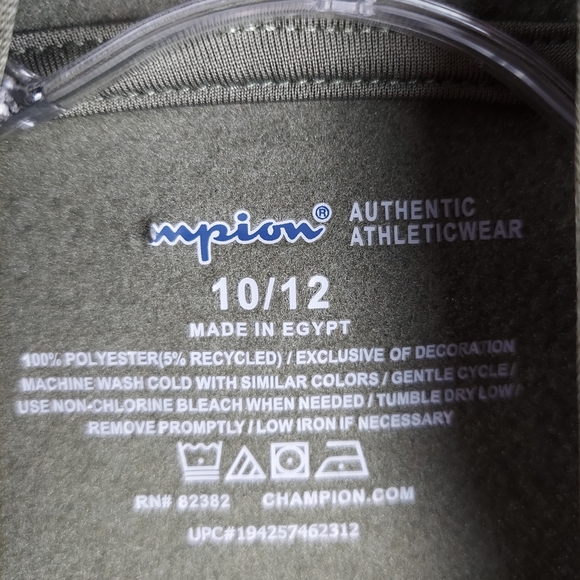 mpion® AUTHENTIC
ATHLETICWEAR
10/12
MADE IN EGYPT
100% POLYESTER(5% RECYCLED) / EXCLUSIVE OF DECORATION
MACHINE WASH COLD WITH SIMILAR COLORS / GENTLE CYCLE /
USE NON-CHLORINE BLEACH WHEN NEEDED / TUMBLE DRY LOW /
REMOVE PROMPTLY / LOW IRON IF NECESSARY
RN# 82382 CHAMPION.COM
UPC#194257462312